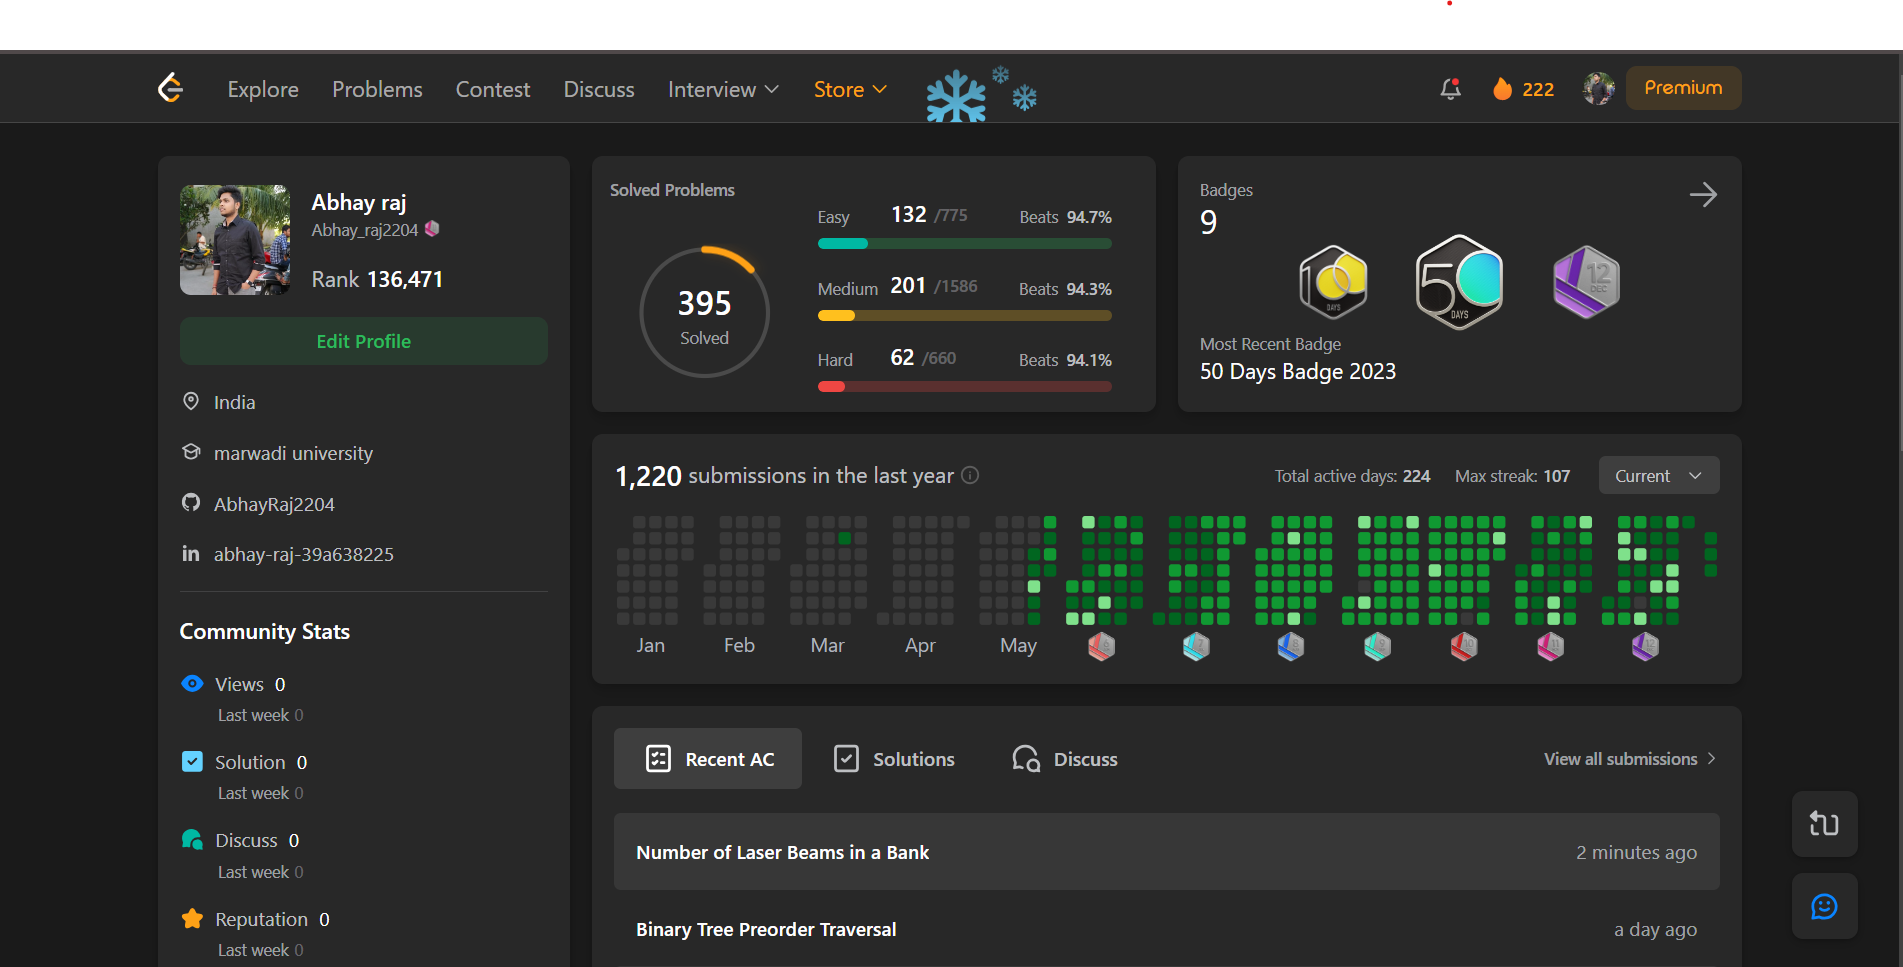 Explore Problems Contest Discuss Interview Store 222 Premium
Abhay raj
Abhay_raj2204
Rank 136,471
Edit Profile
India
marwadi university
AbhayRaj2204
abhay-raj-39a638225
Community Stats
Views 0
Last week 0
Solution 0
Last week 0
Discuss 0
Last week 0
Reputation 0
Last week 0
Solved Problems
395
Solved
Easy 132 /775 Beats 94.7%
Medium 201 /1586 Beats 94.3%
Hard 62 /660 Beats 94.1%
Badges
9
100 DAYS
50 DAYS
12 DEC
Most Recent Badge
50 Days Badge 2023
1,220 submissions in the last year Total active days: 224 Max streak: 107 Current
Jan Feb Mar Apr May
Recent AC Solutions Discuss View all submissions
Number of Laser Beams in a Bank 2 minutes ago
Binary Tree Preorder Traversal a day ago